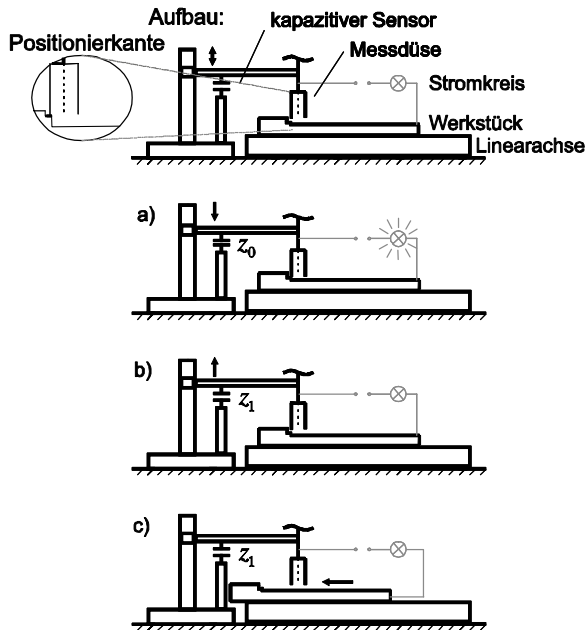 Aufbau:
kapazitiver Sensor
Positionierkante
Messdüse
Stromkreis
Werkstück
Linearachse
a)
z0
b)
z1
c)
z1